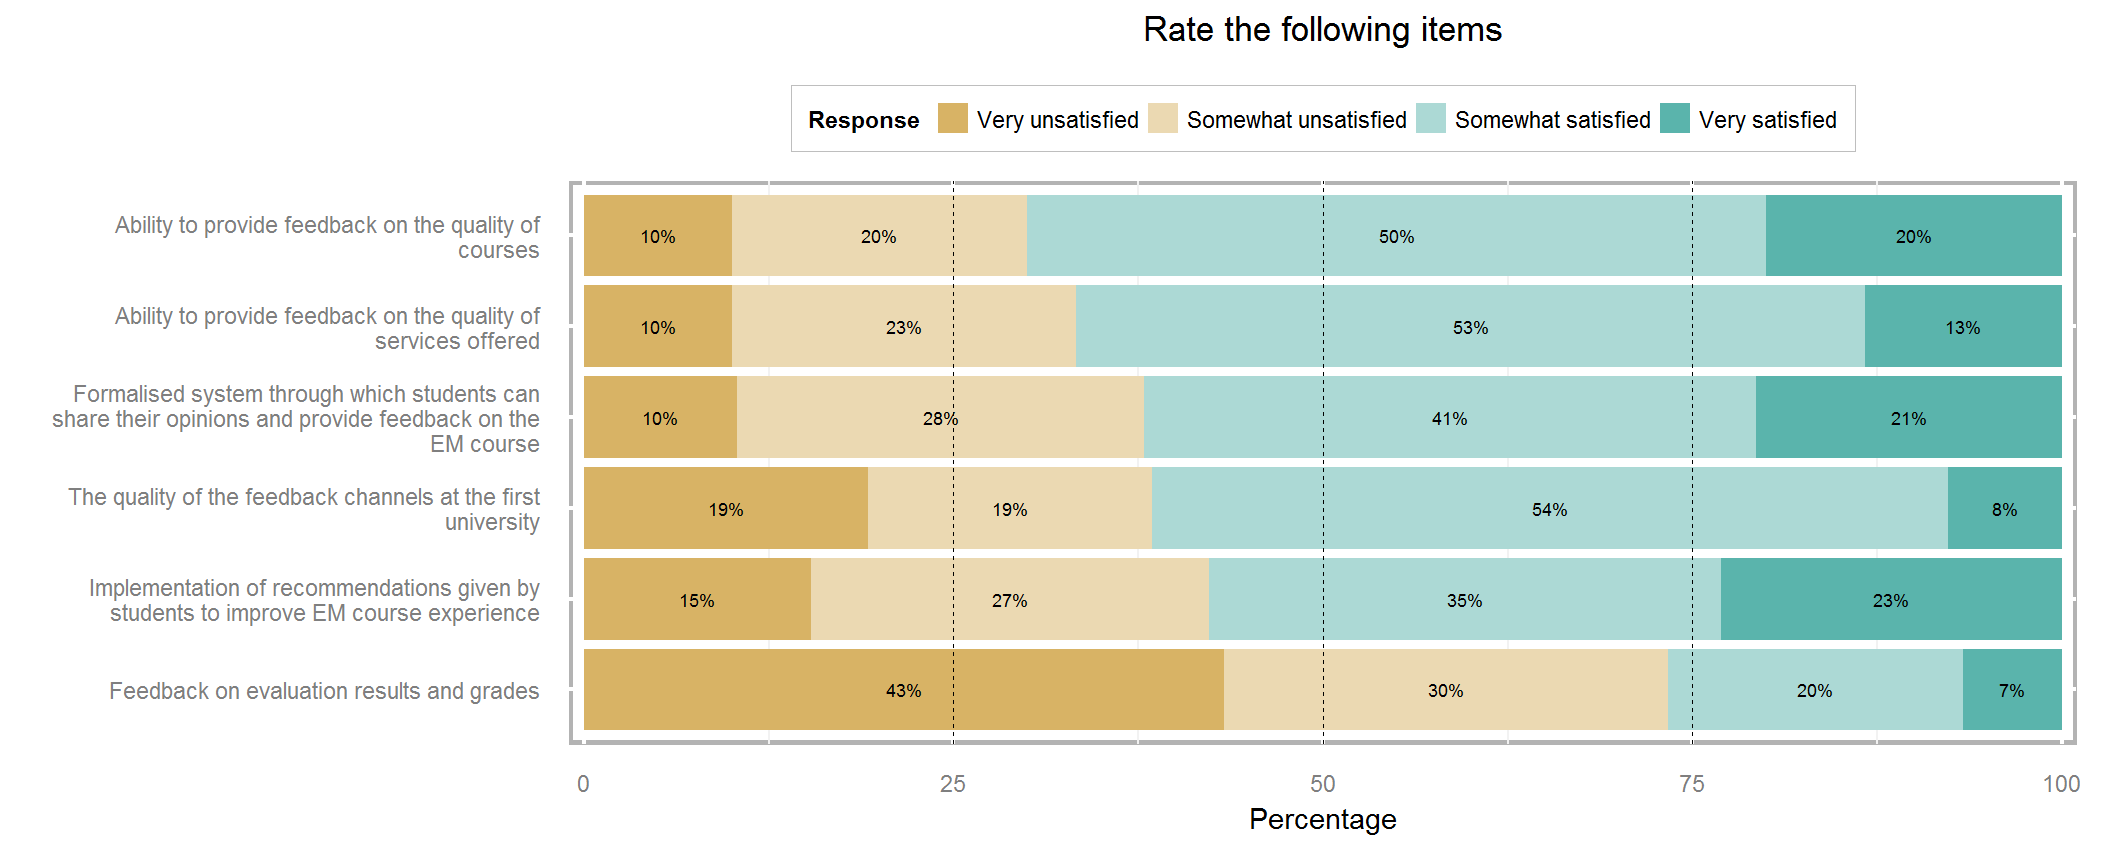 Rate the following items
Response Very unsatisfied Somewhat unsatisfied Somewhat satisfied Very satisfied
Ability to provide feedback on the quality of
courses
10% 20% 50% 20%
Ability to provide feedback on the quality of
services offered
10% 23% 53% 13%
Formalised system through which students can
share their opinions and provide feedback on the
EM course
10% 28% 41% 21%
The quality of the feedback channels at the first
university
19% 19% 54% 8%
Implementation of recommendations given by
students to improve EM course experience
15% 27% 35% 23%
Feedback on evaluation results and grades
43% 30% 20% 7%
0 25 50 75 100
Percentage